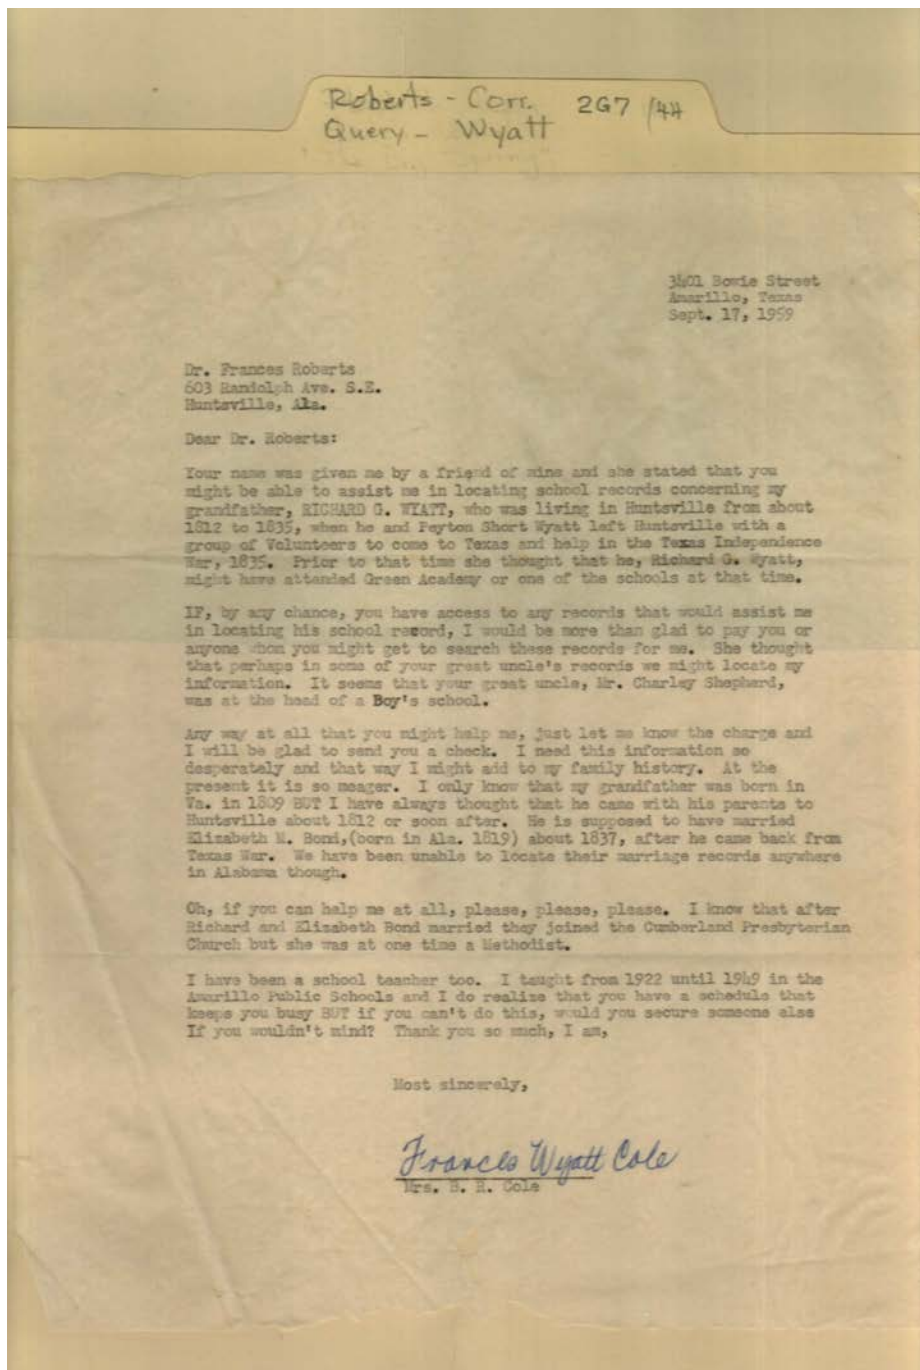 Roberts - Corr. 2G7 /4H
Query - Wyatt
3401 Bowie Street
Amarillo, Texas
Sept. 17, 1959
Dr. Frances Roberts
603 Randolph Ave. S.E.
Huntsville, Ala.
Dear Dr. Roberts:
Your name was given me by a friend of mine and she stated that you
might be able to assist me in locating school records concerning my
grandfather, RICHARD G. WYATT, who was living in Huntsville from about
1812 to 1835, when he and Peyton Short Wyatt left Huntsville with a
group of Volunteers to come to Texas and help in the Texas Independence
War, 1835. Prior to that time she thought that he, Richard G. Wyatt,
might have attended Green Academy or one of the schools at that time.
IF, by any chance, you have access to any records that would assist me
in locating his school record, I would be more than glad to pay you or
anyone whom you might get to search these records for me. She thought
that perhaps in some of your great uncle's records we might locate my
information. It seems that your great uncle, Mr. Charley Shepherd,
was at the head of a Boy's school.
Any way at all that you might help me, just let me know the charge and
I will be glad to send you a check. I need this information so
desperately and that way I might add to my family history. At the
present it is so meager. I only know that my grandfather was born in
Va. in 1809 BUT I have always thought that he came with his parents to
Huntsville about 1812 or soon after. He is supposed to have married
Elizabeth M. Bond,(born in Ala. 1819) about 1837, after he came back from
Texas War. We have been unable to locate their marriage records anywhere
in Alabama though.
Oh, if you can help me at all, please, please, please. I know that after
Richard and Elizabeth Bond married they joined the Cumberland Presbyterian
Church but she was at one time a Methodist.
I have been a school teacher too. I taught from 1922 until 1949 in the
Amarillo Public Schools and I do realize that you have a schedule that
keeps you busy BUT if you can't do this, would you secure someone else
If you wouldn't mind? Thank you so much, I am,
Most sincerely,
Frances Wyatt Cole
Mrs. B. R. Cole